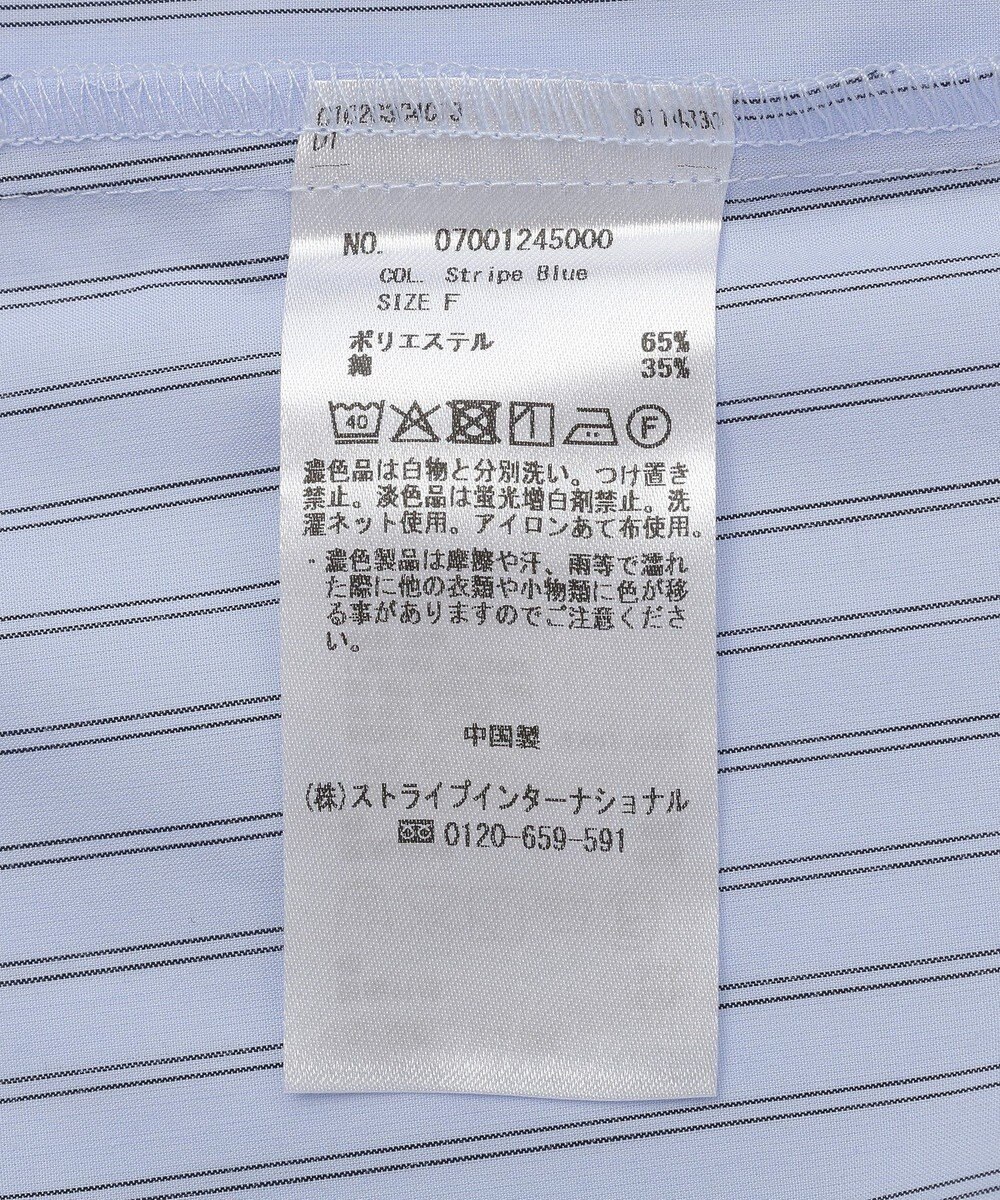 01
NO. 07001245000
COL. Stripe Blue
SIZE F
ポリエステル 65%
綿 35%
40 F
濃色品は白物と分別洗い。つけ置き
禁止。淡色品は蛍光増白剤禁止。洗
濯ネット使用。アイロンあて布使用。
・濃色製品は摩擦や汗、雨等で濡れ
た際に他の衣類や小物類に色が移
る事がありますのでご注意くださ
い。
中国製
(株)ストライプインターナショナル
0120-659-591